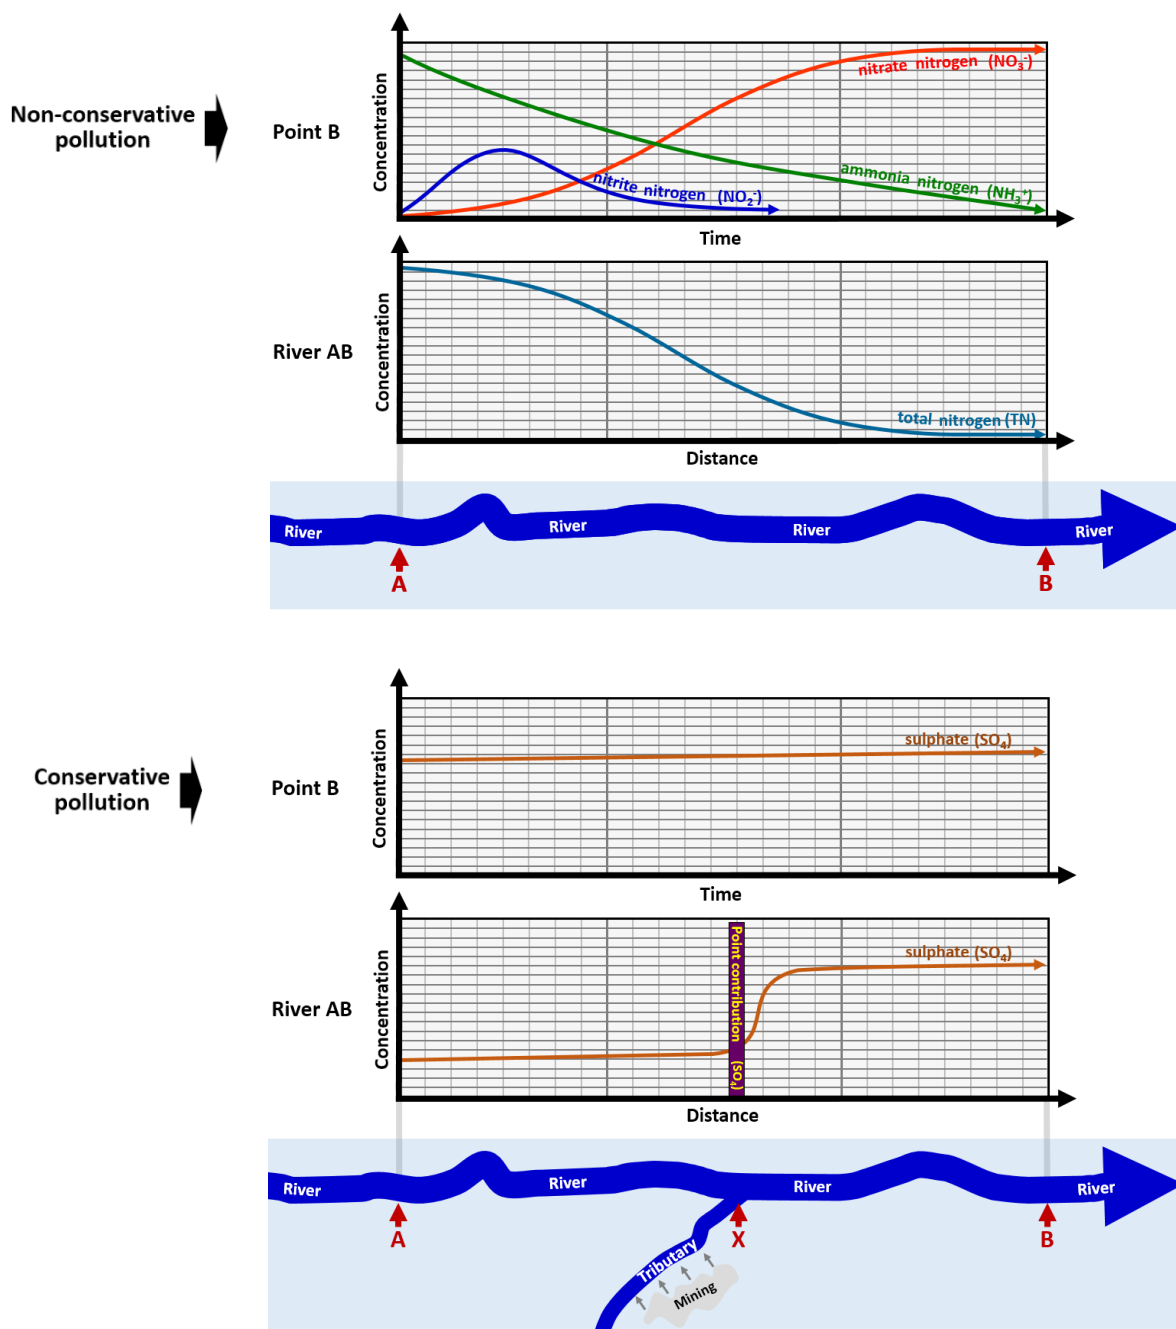 Non-conservative
pollution
Point B
Concentration
nitrate nitrogen (NO₃⁻)
ammonia nitrogen (NH₃⁺)
nitrite nitrogen (NO₂⁻)
Time
River AB
Concentration
total nitrogen (TN)
Distance
River
River
River
River
A
B
Conservative
pollution
Point B
Concentration
sulphate (SO₄)
Time
River AB
Concentration
Point contribution (SO₄)
sulphate (SO₄)
Distance
River
River
River
River
A
X
B
Tributary
Mining